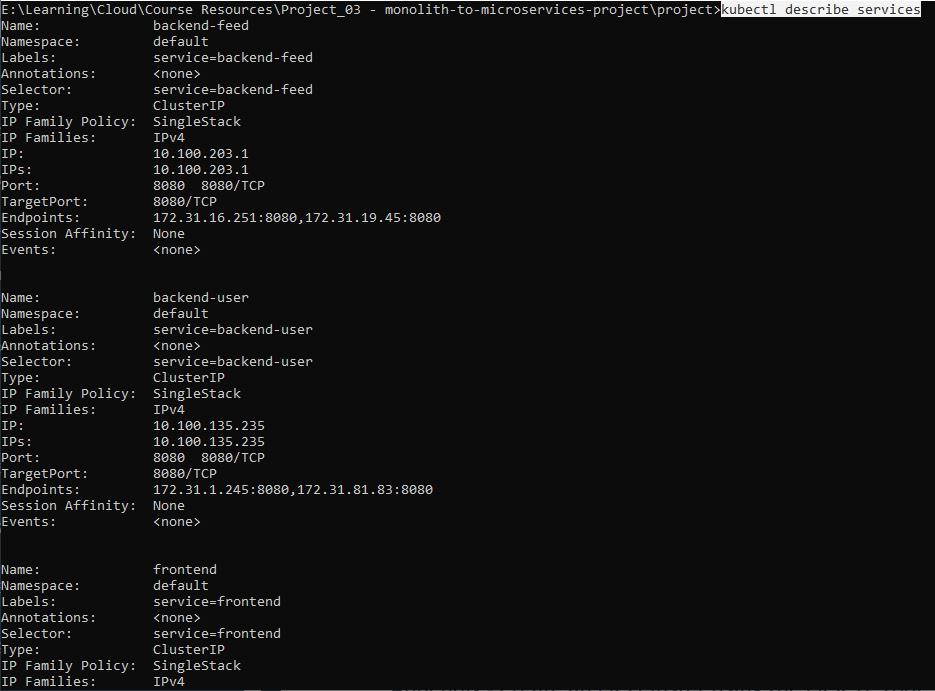 E:\Learning\Cloud\Course Resources\Project_03 - monolith-to-microservices-project\project>kubectl describe services
Name:              backend-feed
Namespace:         default
Labels:            service=backend-feed
Annotations:       <none>
Selector:          service=backend-feed
Type:              ClusterIP
IP Family Policy:  SingleStack
IP Families:       IPv4
IP:                10.100.203.1
IPs:               10.100.203.1
Port:              8080  8080/TCP
TargetPort:        8080/TCP
Endpoints:         172.31.16.251:8080,172.31.19.45:8080
Session Affinity:  None
Events:            <none>
Name:              backend-user
Namespace:         default
Labels:            service=backend-user
Annotations:       <none>
Selector:          service=backend-user
Type:              ClusterIP
IP Family Policy:  SingleStack
IP Families:       IPv4
IP:                10.100.135.235
IPs:               10.100.135.235
Port:              8080  8080/TCP
TargetPort:        8080/TCP
Endpoints:         172.31.1.245:8080,172.31.81.83:8080
Session Affinity:  None
Events:            <none>
Name:              frontend
Namespace:         default
Labels:            service=frontend
Annotations:       <none>
Selector:          service=frontend
Type:              ClusterIP
IP Family Policy:  SingleStack
IP Families:       IPv4